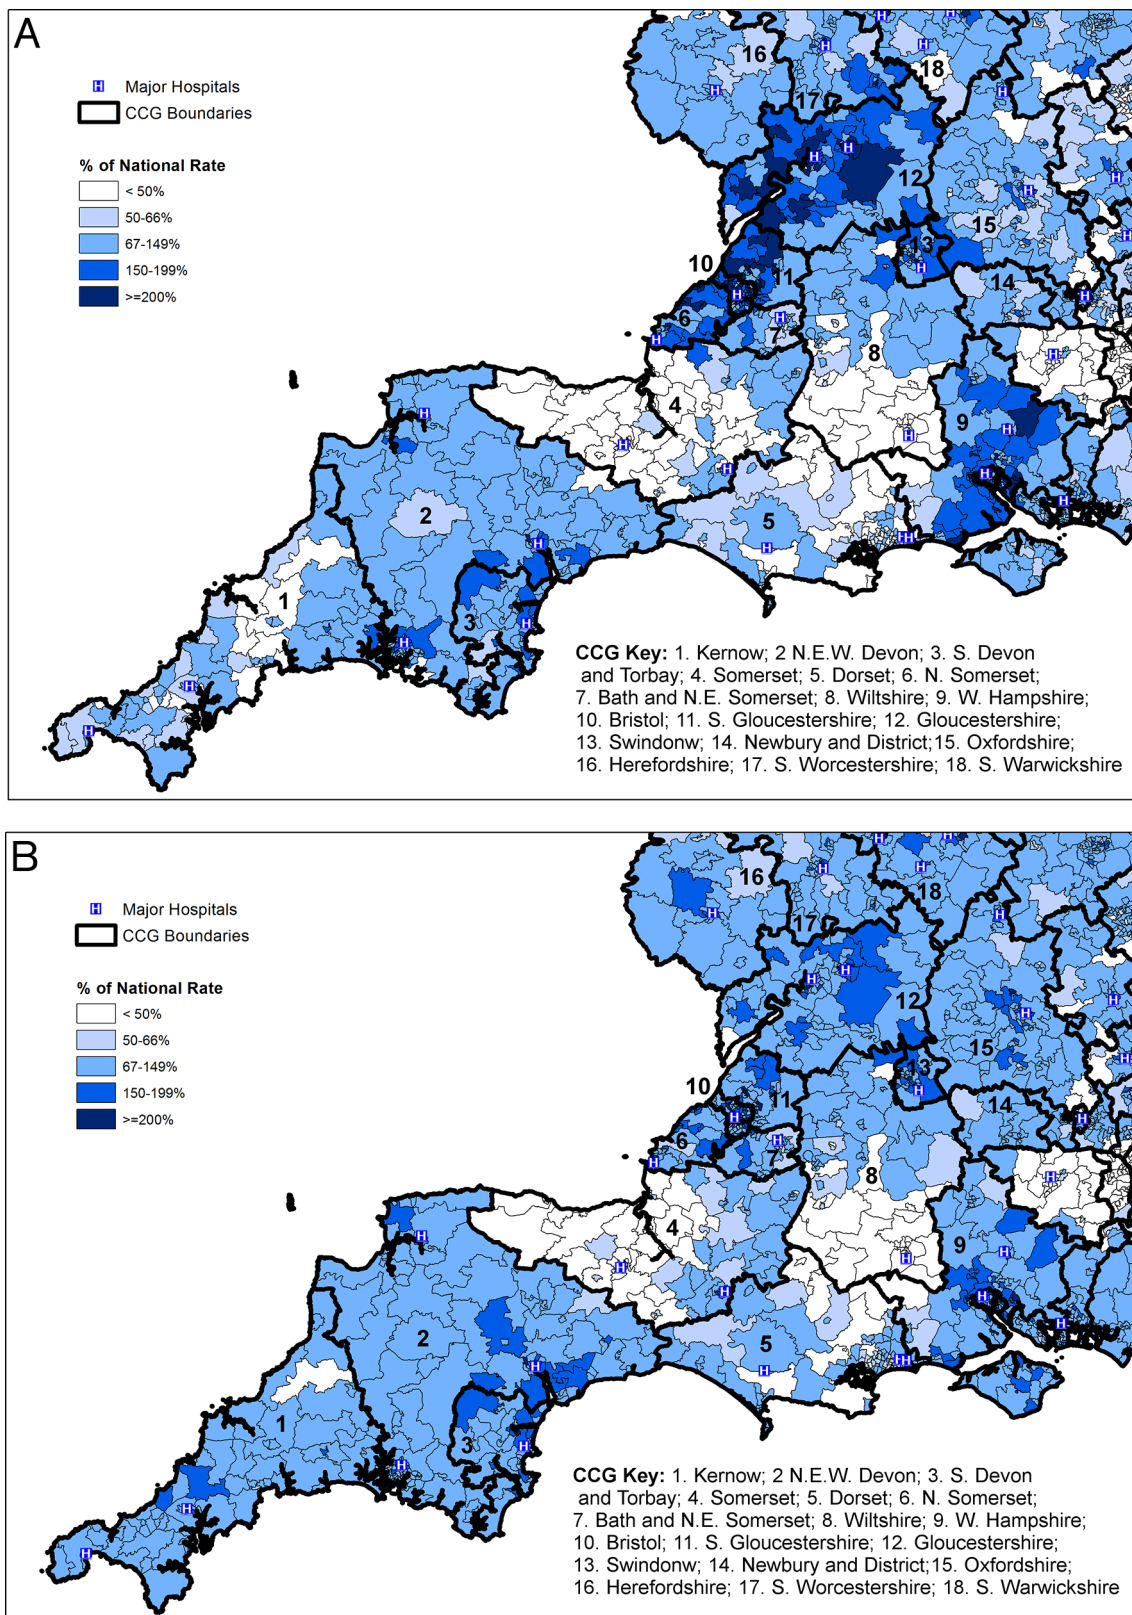 A
H Major Hospitals
CCG Boundaries
% of National Rate
< 50%
50-66%
67-149%
150-199%
>=200%
16
18
17
12
15
13
10
11
14
6
7
8
4
9
5
2
1
3
CCG Key: 1. Kernow; 2 N.E.W. Devon; 3. S. Devon
and Torbay; 4. Somerset; 5. Dorset; 6. N. Somerset;
7. Bath and N.E. Somerset; 8. Wiltshire; 9. W. Hampshire;
10. Bristol; 11. S. Gloucestershire; 12. Gloucestershire;
13. Swindonw; 14. Newbury and District;15. Oxfordshire;
16. Herefordshire; 17. S. Worcestershire; 18. S. Warwickshire
B
H Major Hospitals
CCG Boundaries
% of National Rate
< 50%
50-66%
67-149%
150-199%
>=200%
16
18
17
12
15
13
10
11
14
6
7
8
4
9
5
2
1
3
CCG Key: 1. Kernow; 2 N.E.W. Devon; 3. S. Devon
and Torbay; 4. Somerset; 5. Dorset; 6. N. Somerset;
7. Bath and N.E. Somerset; 8. Wiltshire; 9. W. Hampshire;
10. Bristol; 11. S. Gloucestershire; 12. Gloucestershire;
13. Swindonw; 14. Newbury and District;15. Oxfordshire;
16. Herefordshire; 17. S. Worcestershire; 18. S. Warwickshire